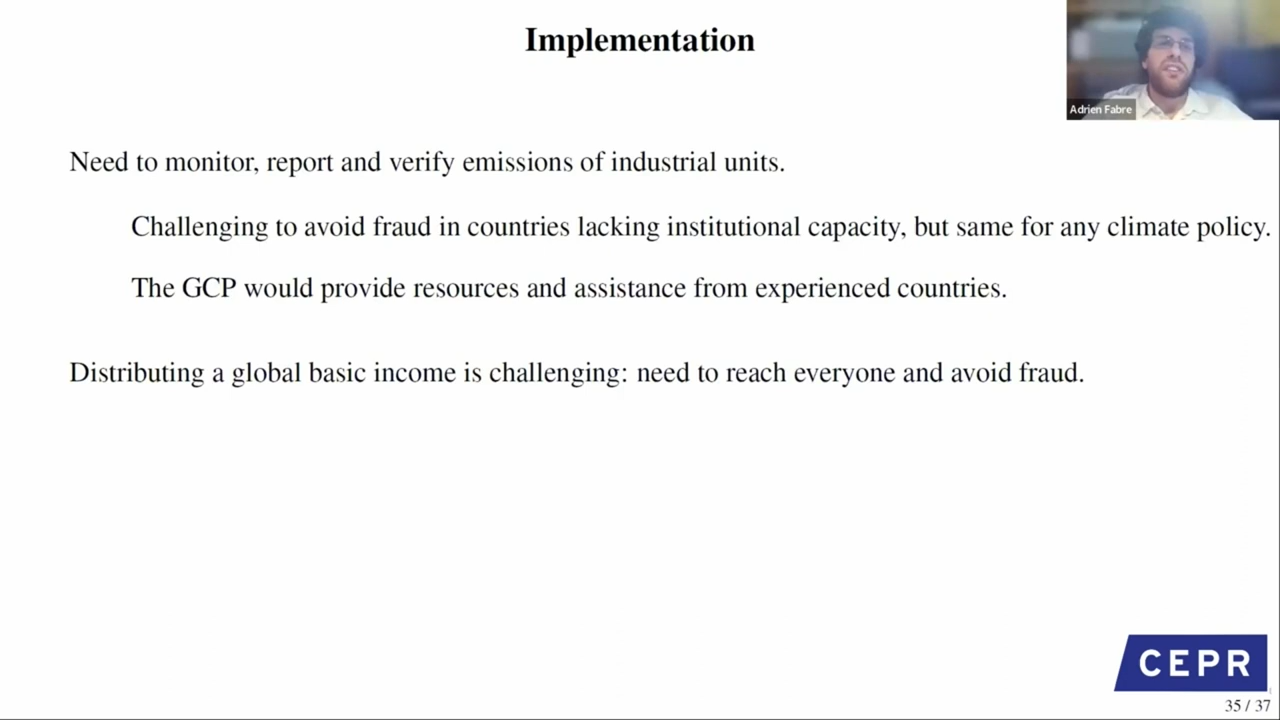 Implementation
Adrien Fabre
Need to monitor, report and verify emissions of industrial units.
Challenging to avoid fraud in countries lacking institutional capacity, but same for any climate policy.
The GCP would provide resources and assistance from experienced countries.
Distributing a global basic income is challenging: need to reach everyone and avoid fraud.
CEPR
35 / 37